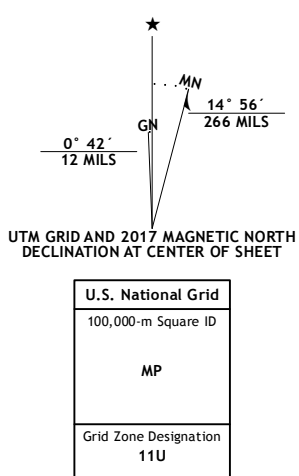 ★
MN
GN
14° 56´
266 MILS
0° 42´
12 MILS
UTM GRID AND 2017 MAGNETIC NORTH
DECLINATION AT CENTER OF SHEET
U.S. National Grid
100,000-m Square ID
MP
Grid Zone Designation
11U